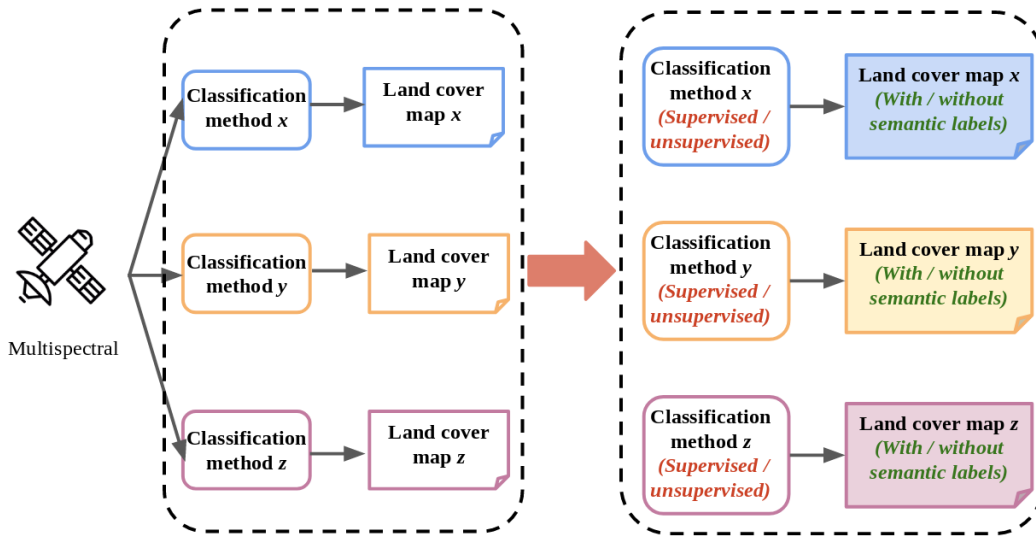 Multispectral
Classification
method x
Land cover
map x
Classification
method y
Land cover
map y
Classification
method z
Land cover
map z
Classification
method x
(Supervised /
unsupervised)
Land cover map x
(With / without
semantic labels)
Classification
method y
(Supervised /
unsupervised)
Land cover map y
(With / without
semantic labels)
Classification
method z
(Supervised /
unsupervised)
Land cover map z
(With / without
semantic labels)